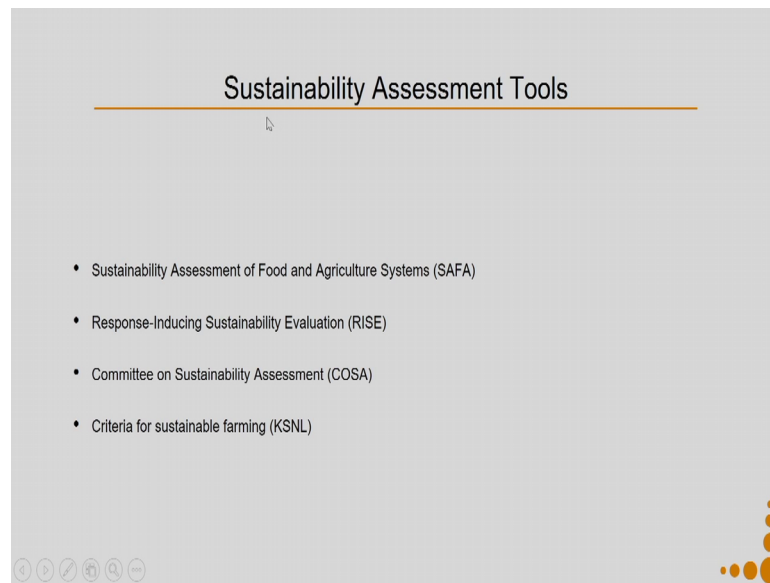 Sustainability Assessment Tools
• Sustainability Assessment of Food and Agriculture Systems (SAFA)
• Response-Inducing Sustainability Evaluation (RISE)
• Committee on Sustainability Assessment (COSA)
• Criteria for sustainable farming (KSNL)